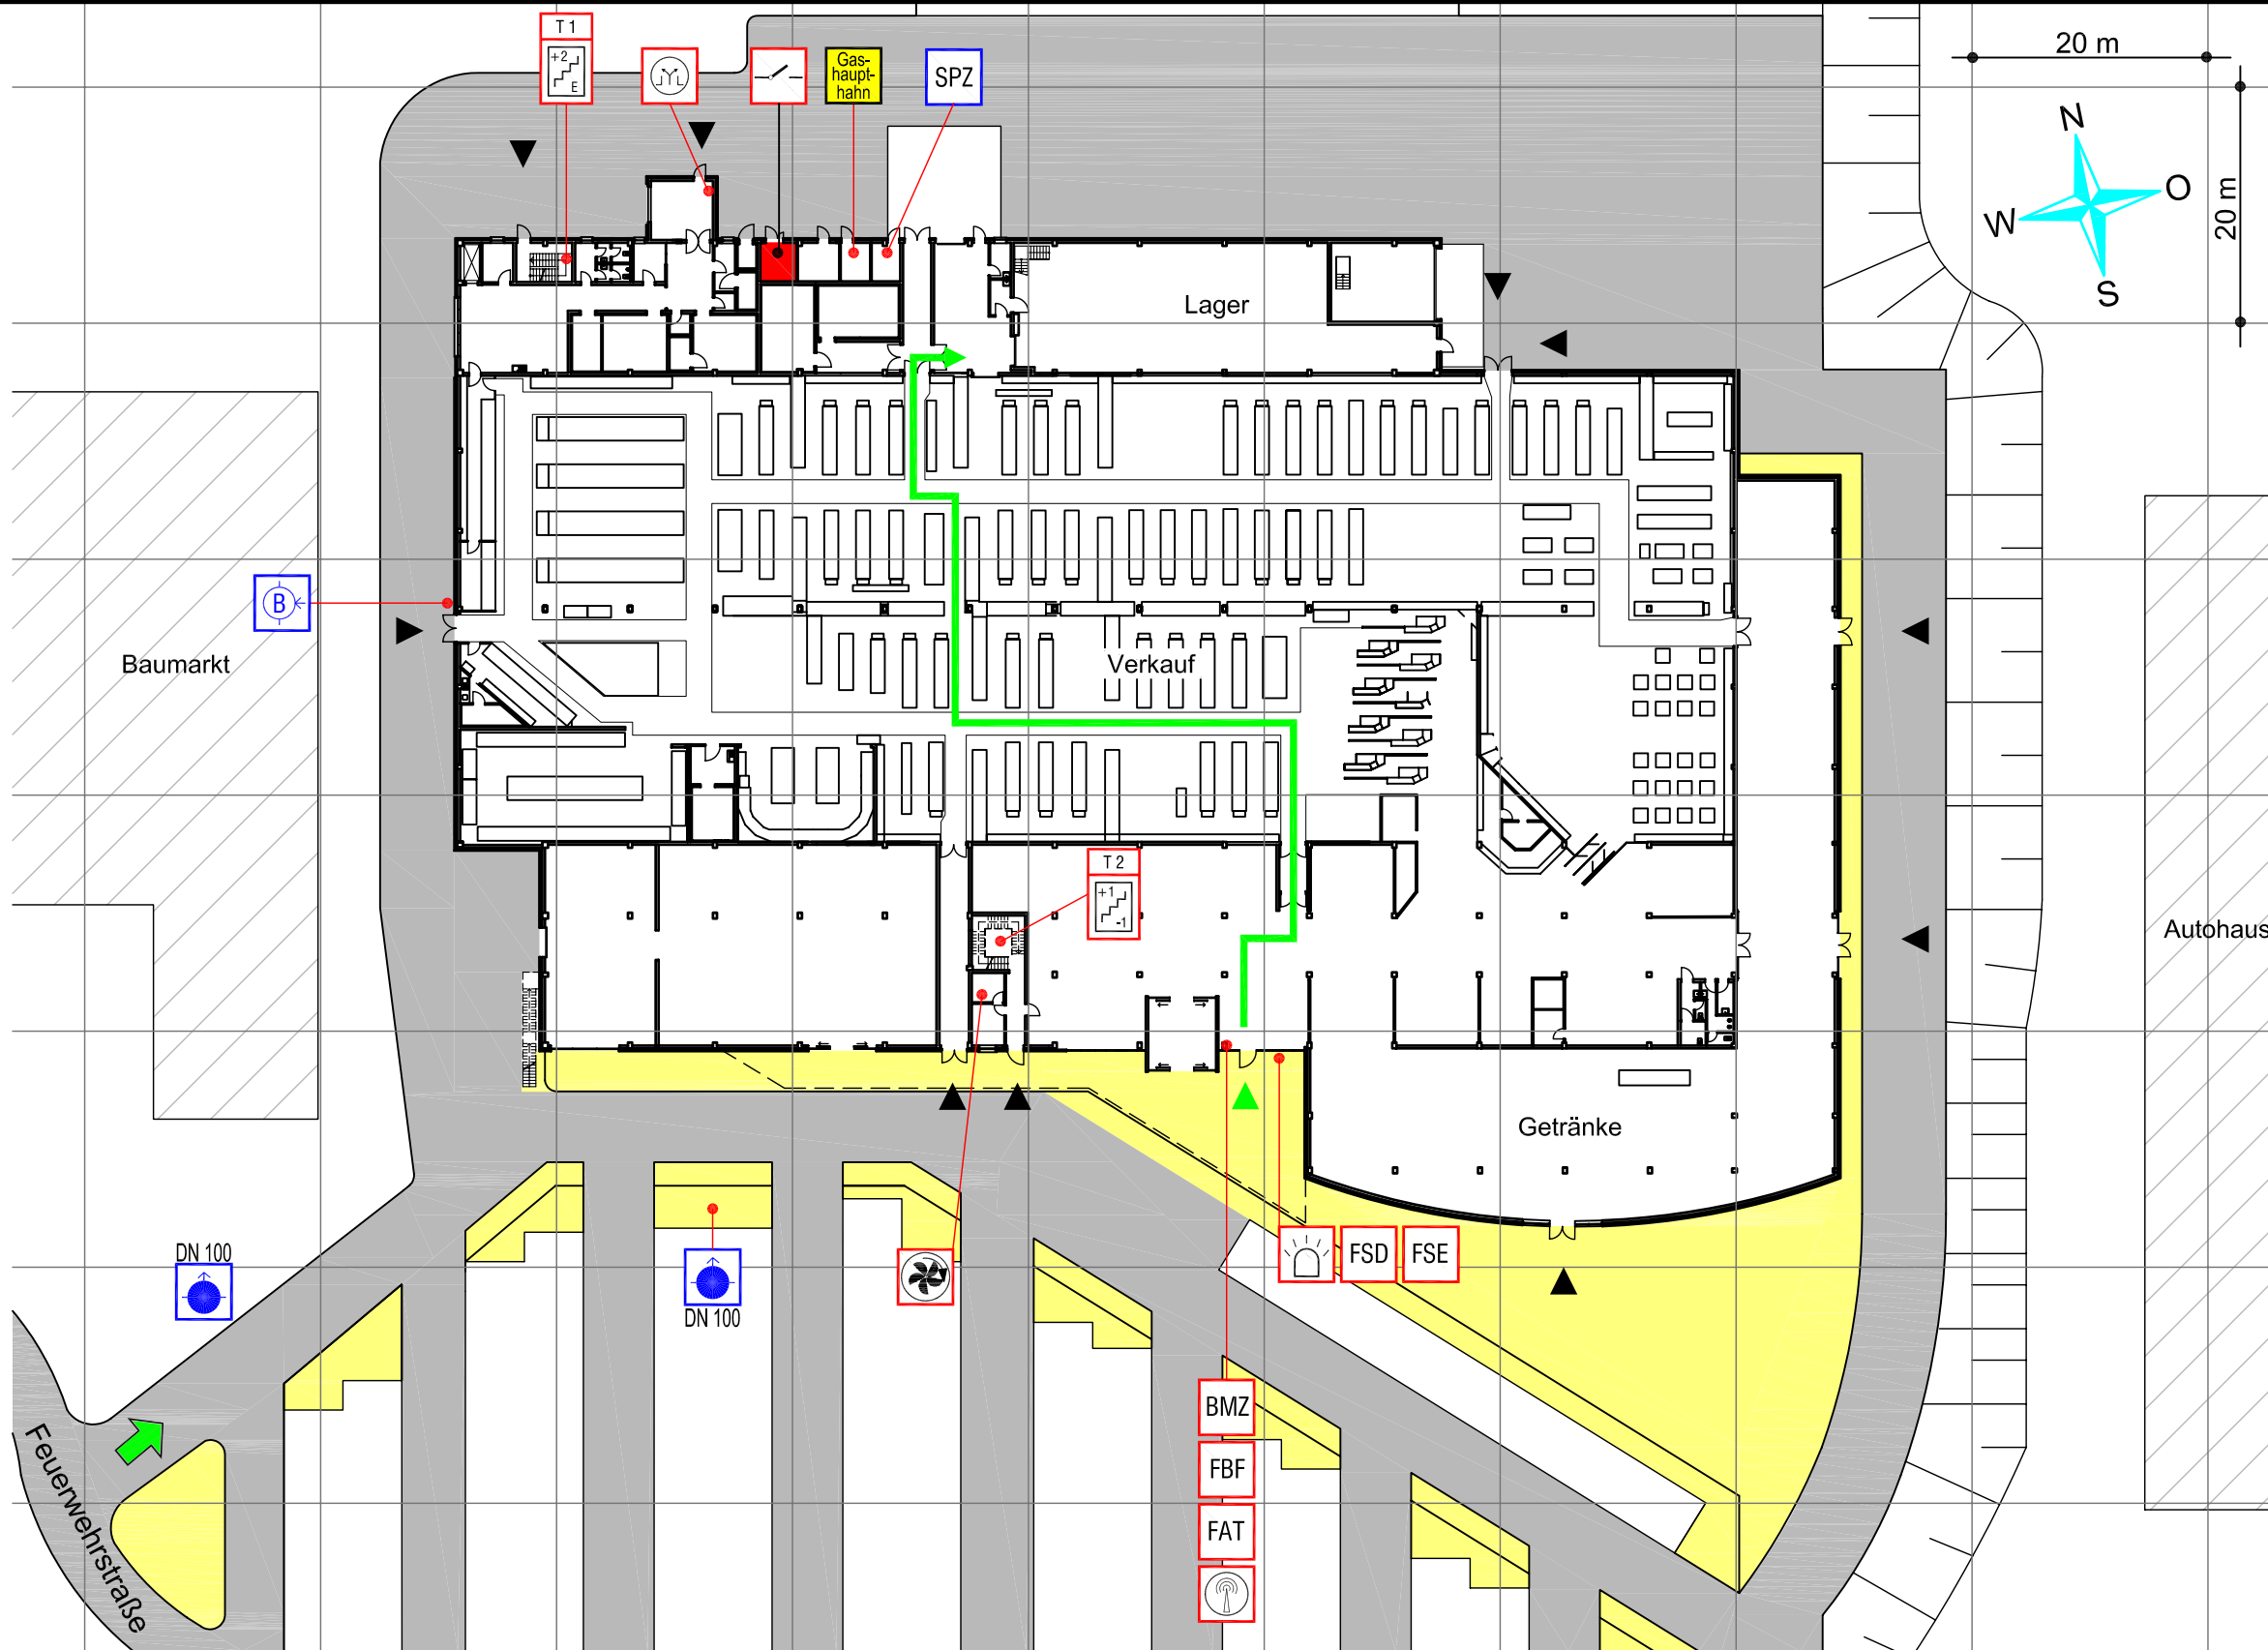 T 1
+2
E
Gas-
haupt-
hahn
SPZ
20 m
20 m
N
O
W
S
Lager
B
Baumarkt
Verkauf
T 2
+1
-1
Autohaus
Getränke
DN 100
DN 100
FSD
FSE
BMZ
FBF
FAT
Feuerwehrstraße